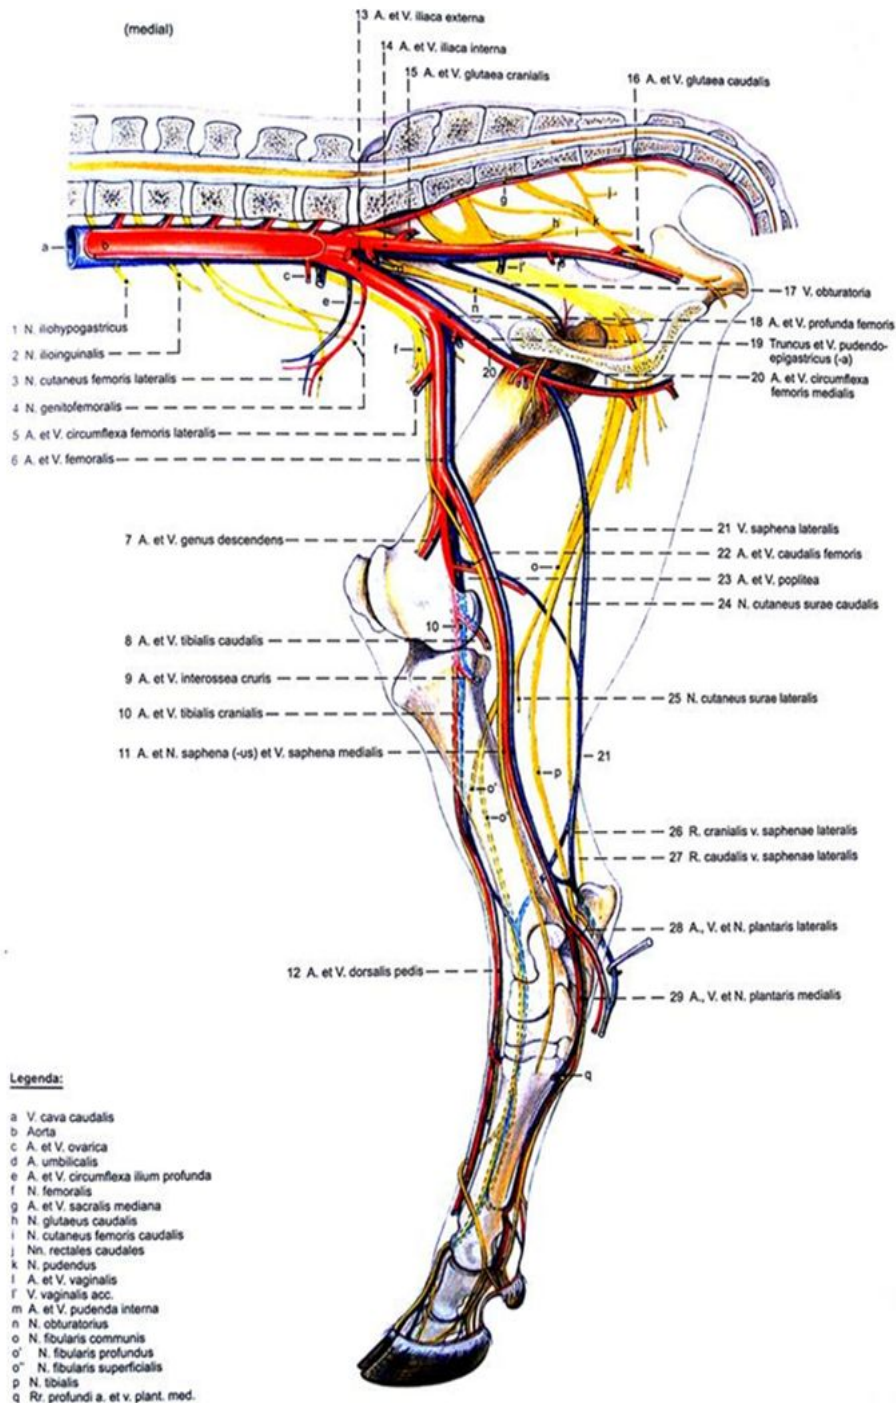 (medial)
13 A. et V. iliaca externa
14 A. et V. iliaca interna
15 A. et V. glutaea cranialis
16 A. et V. glutaea caudalis
g
j
k
h
i
a
b
c
e
l'
n
f
20
17 V. obturatoria
18 A. et V. profunda femoris
19 Truncus et V. pudendo-
epigastricus (-a)
20 A. et V. circumflexa
femoris medialis
1 N. iliohypogastricus
2 N. ilioinguinalis
3 N. cutaneus femoris lateralis
4 N. genitofemoralis
5 A. et V. circumflexa femoris lateralis
6 A. et V. femoralis
7 A. et V. genus descendens
21 V. saphena lateralis
22 A. et V. caudalis femoris
o
23 A. et V. poplitea
24 N. cutaneus surae caudalis
10
8 A. et V. tibialis caudalis
9 A. et V. interossea cruris
10 A. et V. tibialis cranialis
11 A. et N. saphena (-us) et V. saphena medialis
25 N. cutaneus surae lateralis
21
p
o'
o"
26 R. cranialis v. saphenae lateralis
27 R. caudalis v. saphenae lateralis
28 A., V. et N. plantaris lateralis
12 A. et V. dorsalis pedis
29 A., V. et N. plantaris medialis
q
Legenda:
a V. cava caudalis
b Aorta
c A. et V. ovarica
d A. umbilicalis
e A. et V. circumflexa ilium profunda
f N. femoralis
g A. et V. sacralis mediana
h N. glutaeus caudalis
i N. cutaneus femoris caudalis
j Nn. rectales caudales
k N. pudendus
l A. et V. vaginalis
l' V. vaginalis acc.
m A. et V. pudenda interna
n N. obturatorius
o N. fibularis communis
o' N. fibularis profundus
o" N. fibularis superficialis
p N. tibialis
q Rr. profundi a. et v. plant. med.